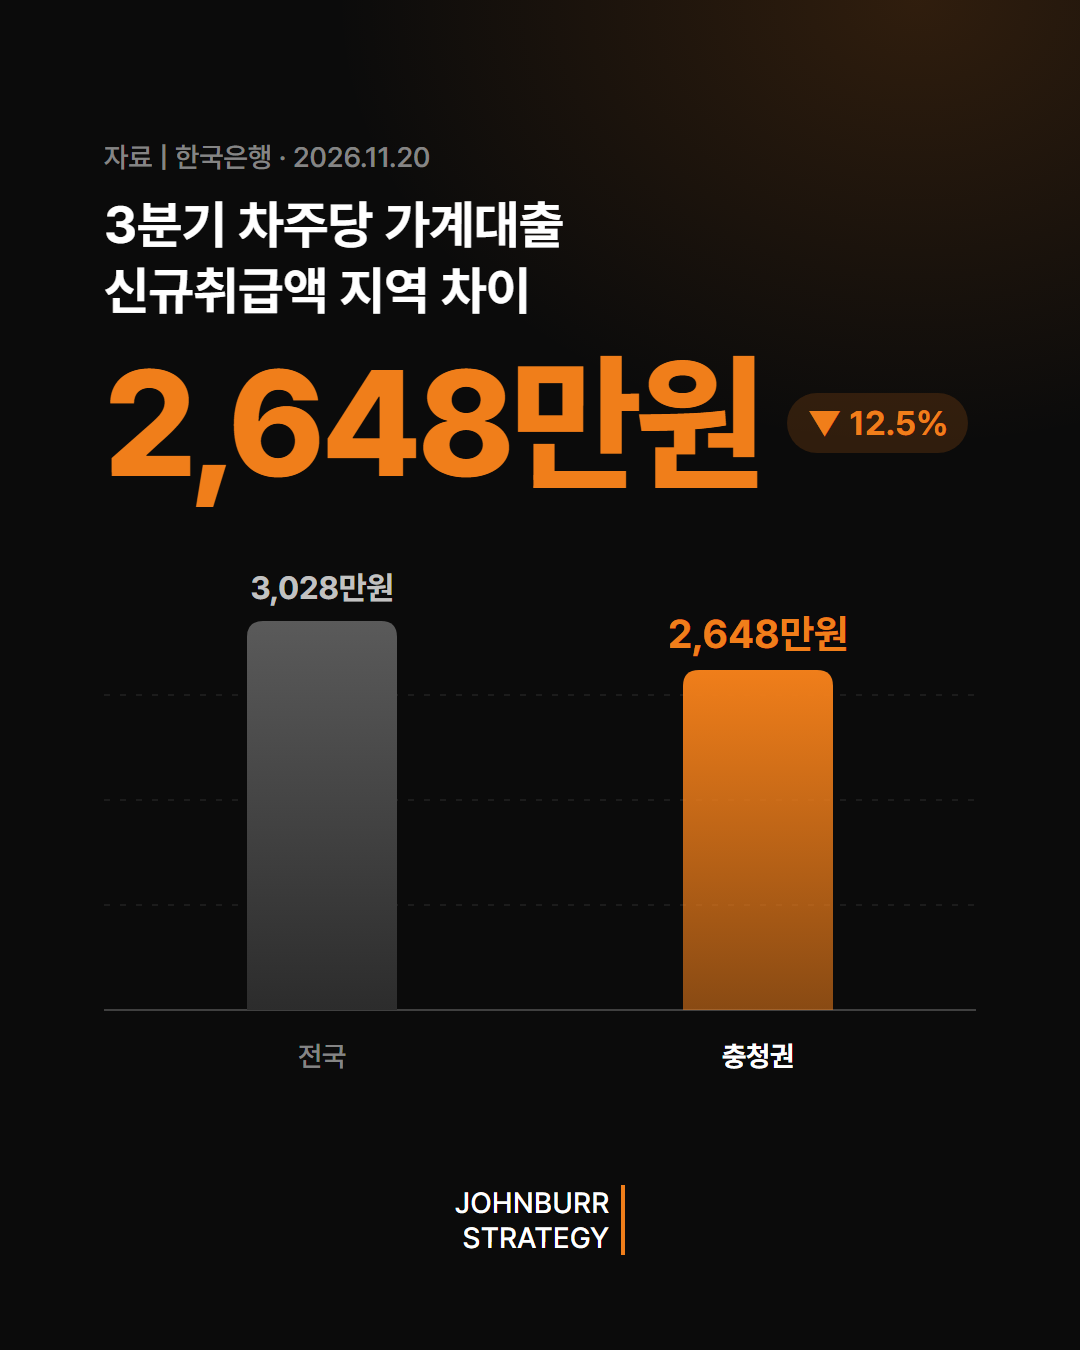 자료 | 한국은행 · 2026.11.20
3분기 차주당 가계대출
신규취급액 지역 차이
2,648만원
▼ 12.5%
3,028만원
2,648만원
전국
충청권
JOHNBURR
STRATEGY